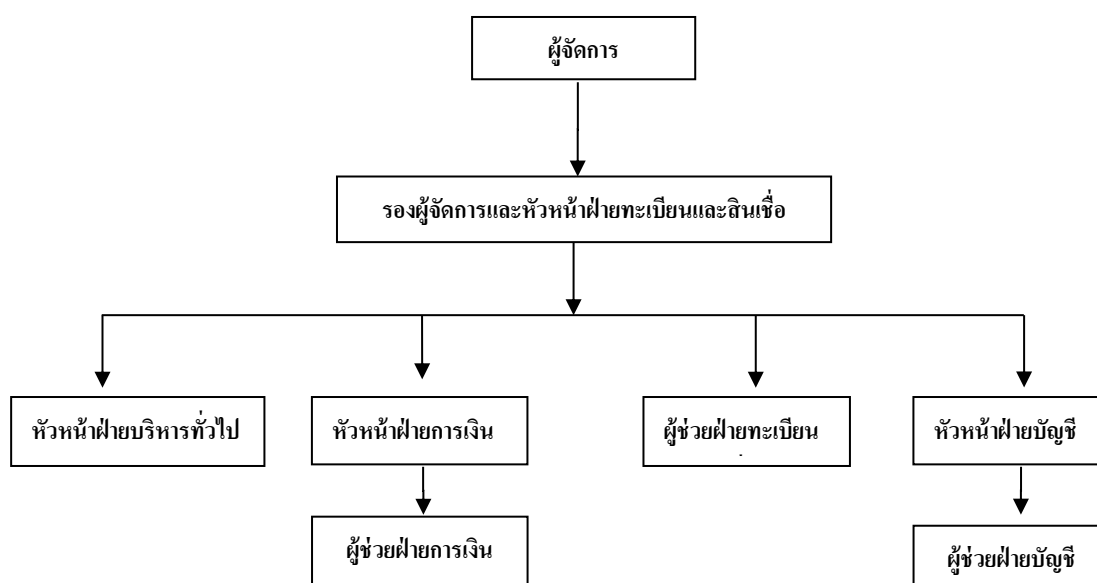 ผู้จัดการ
รองผู้จัดการและหัวหน้าฝ่ายทะเบียนและสินเชื่อ
หัวหน้าฝ่ายบริหารทั่วไป
หัวหน้าฝ่ายการเงิน
ผู้ช่วยฝ่ายทะเบียน
หัวหน้าฝ่ายบัญชี
ผู้ช่วยฝ่ายการเงิน
ผู้ช่วยฝ่ายบัญชี